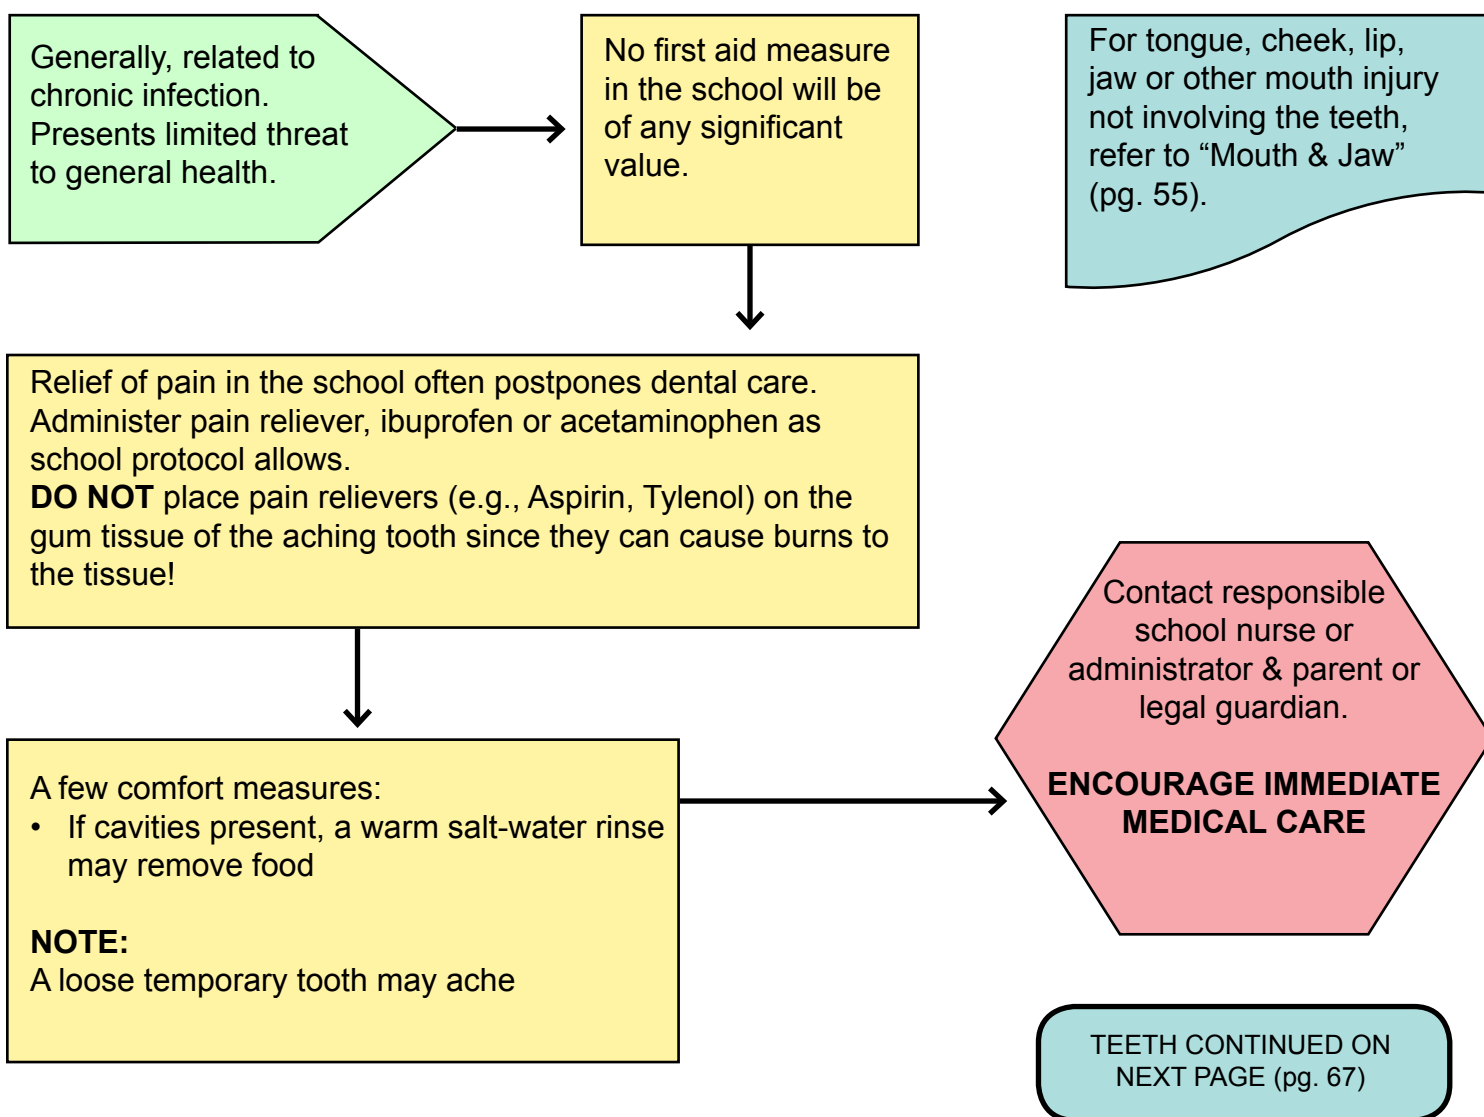 Generally, related to
chronic infection.
Presents limited threat
to general health.
No first aid measure
in the school will be
of any significant
value.
For tongue, cheek, lip,
jaw or other mouth injury
not involving the teeth,
refer to “Mouth & Jaw”
(pg. 55).
Relief of pain in the school often postpones dental care.
Administer pain reliever, ibuprofen or acetaminophen as
school protocol allows.
DO NOT place pain relievers (e.g., Aspirin, Tylenol) on the
gum tissue of the aching tooth since they can cause burns to
the tissue!
A few comfort measures:
• If cavities present, a warm salt-water rinse
may remove food
NOTE:
A loose temporary tooth may ache
Contact responsible
school nurse or
administrator & parent or
legal guardian.
ENCOURAGE IMMEDIATE
MEDICAL CARE
TEETH CONTINUED ON
NEXT PAGE (pg. 67)